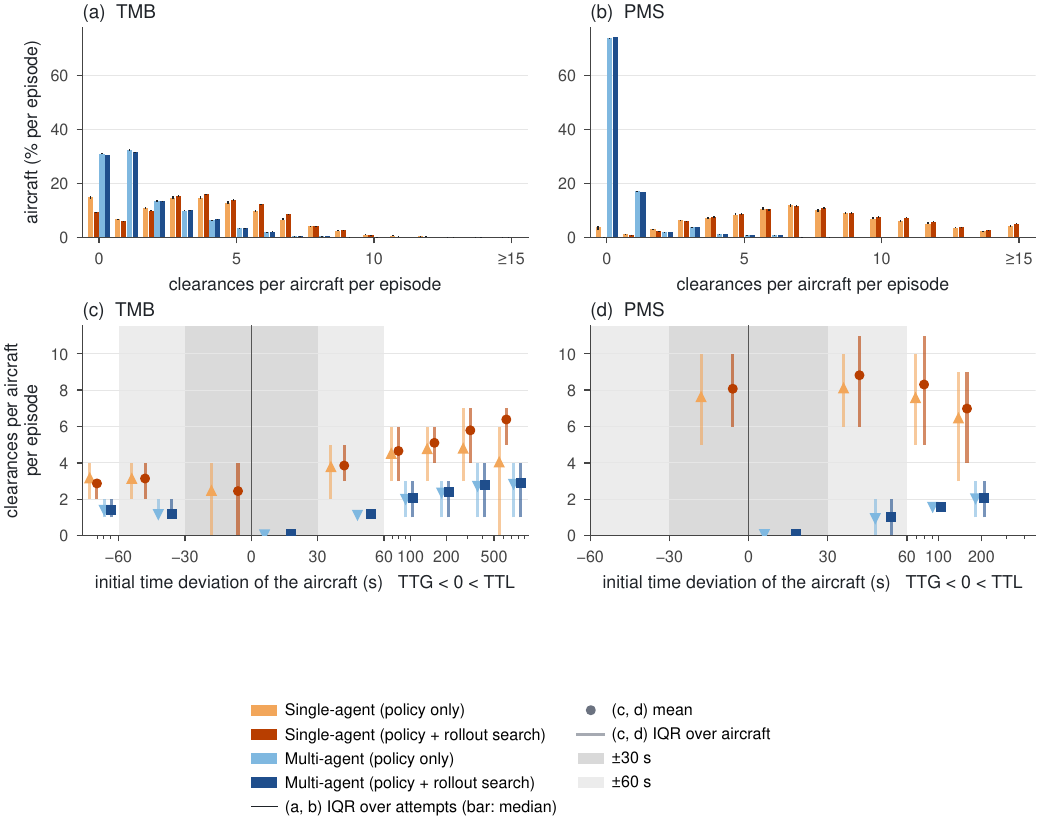 (a) TMB
(b) PMS
aircraft (% per episode)
60
40
20
0
0
5
10
≥15
clearances per aircraft per episode
60
40
20
0
0
5
10
≥15
clearances per aircraft per episode
(c) TMB
(d) PMS
clearances per aircraft
per episode
10
8
6
4
2
0
−60
−30
0
30
60
100
200
500
initial time deviation of the aircraft (s) TTG < 0 < TTL
10
8
6
4
2
0
−60
−30
0
30
60
100
200
initial time deviation of the aircraft (s) TTG < 0 < TTL
Single-agent (policy only)
Single-agent (policy + rollout search)
Multi-agent (policy only)
Multi-agent (policy + rollout search)
(a, b) IQR over attempts (bar: median)
(c, d) mean
(c, d) IQR over aircraft
±30 s
±60 s